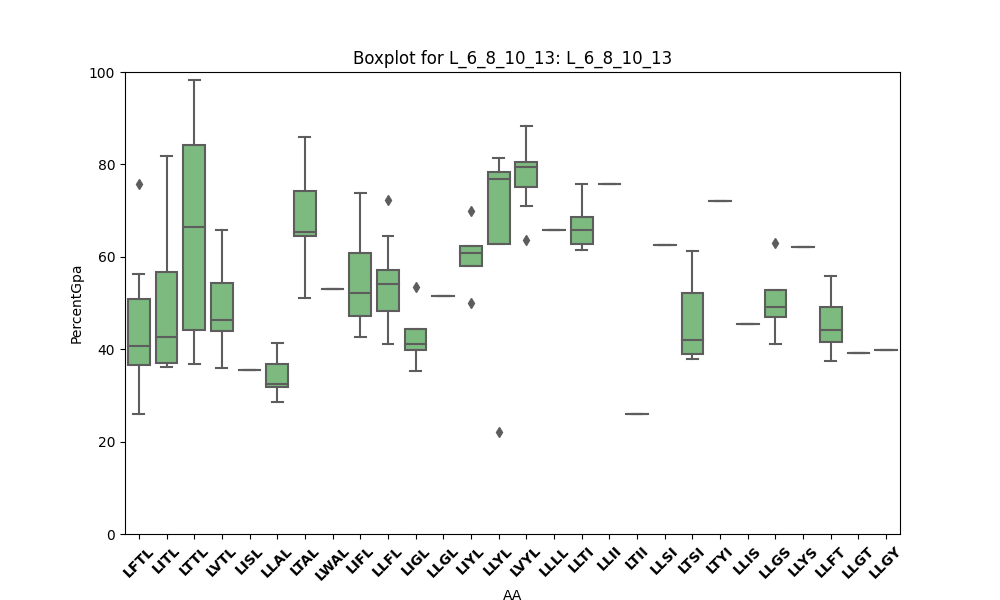 Boxplot for L_6_8_10_13: L_6_8_10_13
100
80
60
40
20
0
PercentGpa
LFTL LITL LTTL LVTL LISL LLAL LTAL LWAL LIFL LLFL LIGL LLGL LIYL LLYL LVYL LLLL LLTI LLII LTII LLSI LTSI LTYI LLIS LLGS LLYS LLFT LLGT LLGY
AA